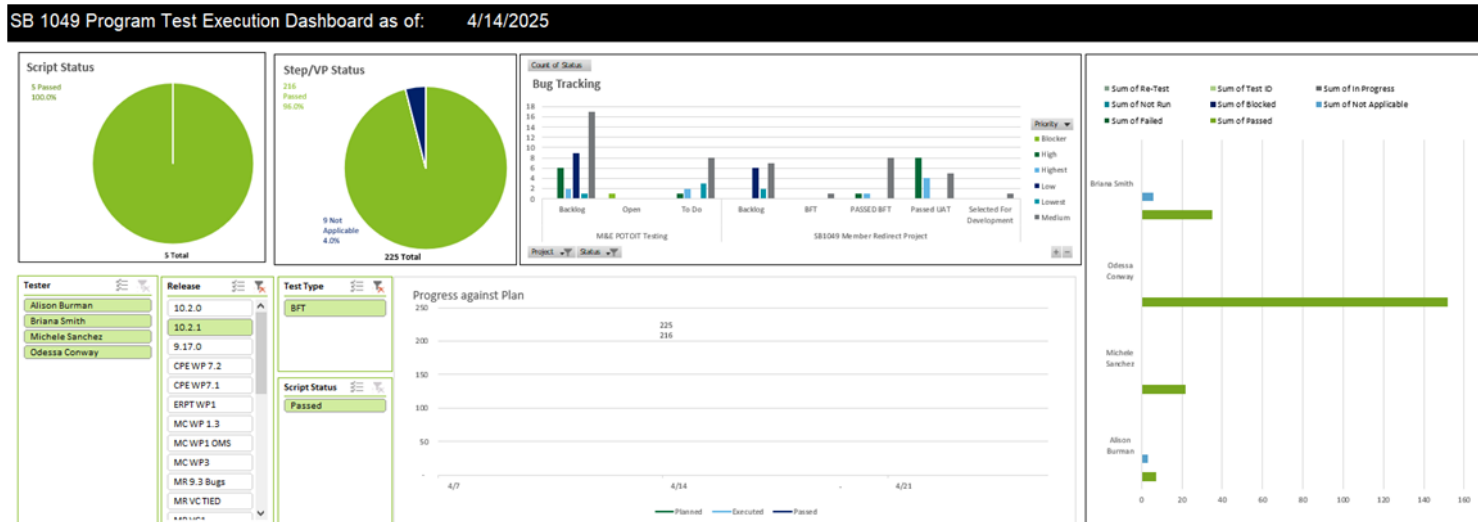 SB 1049 Program Test Execution Dashboard as of: 4/14/2025
Script Status
5 Passed
100.0%
5 Total
Step/VP Status
216
Passed
96.0%
9 Not
Applicable
4.0%
225 Total
Count of Status
Bug Tracking
18
16
14
12
10
8
6
4
2
0
Backlog
Open
To Do
Backlog
BFT
PASSED BFT
Passed UAT
Selected For
Development
M&E POTOIT Testing
SB1049 Member Redirect Project
Priority
Blocker
High
Highest
Low
Lowest
Medium
Project
Status
Sum of Re-Test
Sum of Test ID
Sum of In Progress
Sum of Not Run
Sum of Blocked
Sum of Not Applicable
Sum of Failed
Sum of Passed
Briana Smith
Odessa
Conway
Michele
Sanchez
Alison
Burman
0 20 40 60 80 100 120 140 160
Tester
Alison Burman
Briana Smith
Michele Sanchez
Odessa Conway
Release
10.2.0
10.2.1
9.17.0
CPE WP 7.2
CPE WP7.1
ERPT WP1
MC WP 1.3
MC WP1 OMS
MC WP3
MR 9.3 Bugs
MR VC TIED
Test Type
BFT
Script Status
Passed
Progress against Plan
250
200
150
100
50
-
225
216
4/7
4/14
-
4/21
Planned
Executed
Passed